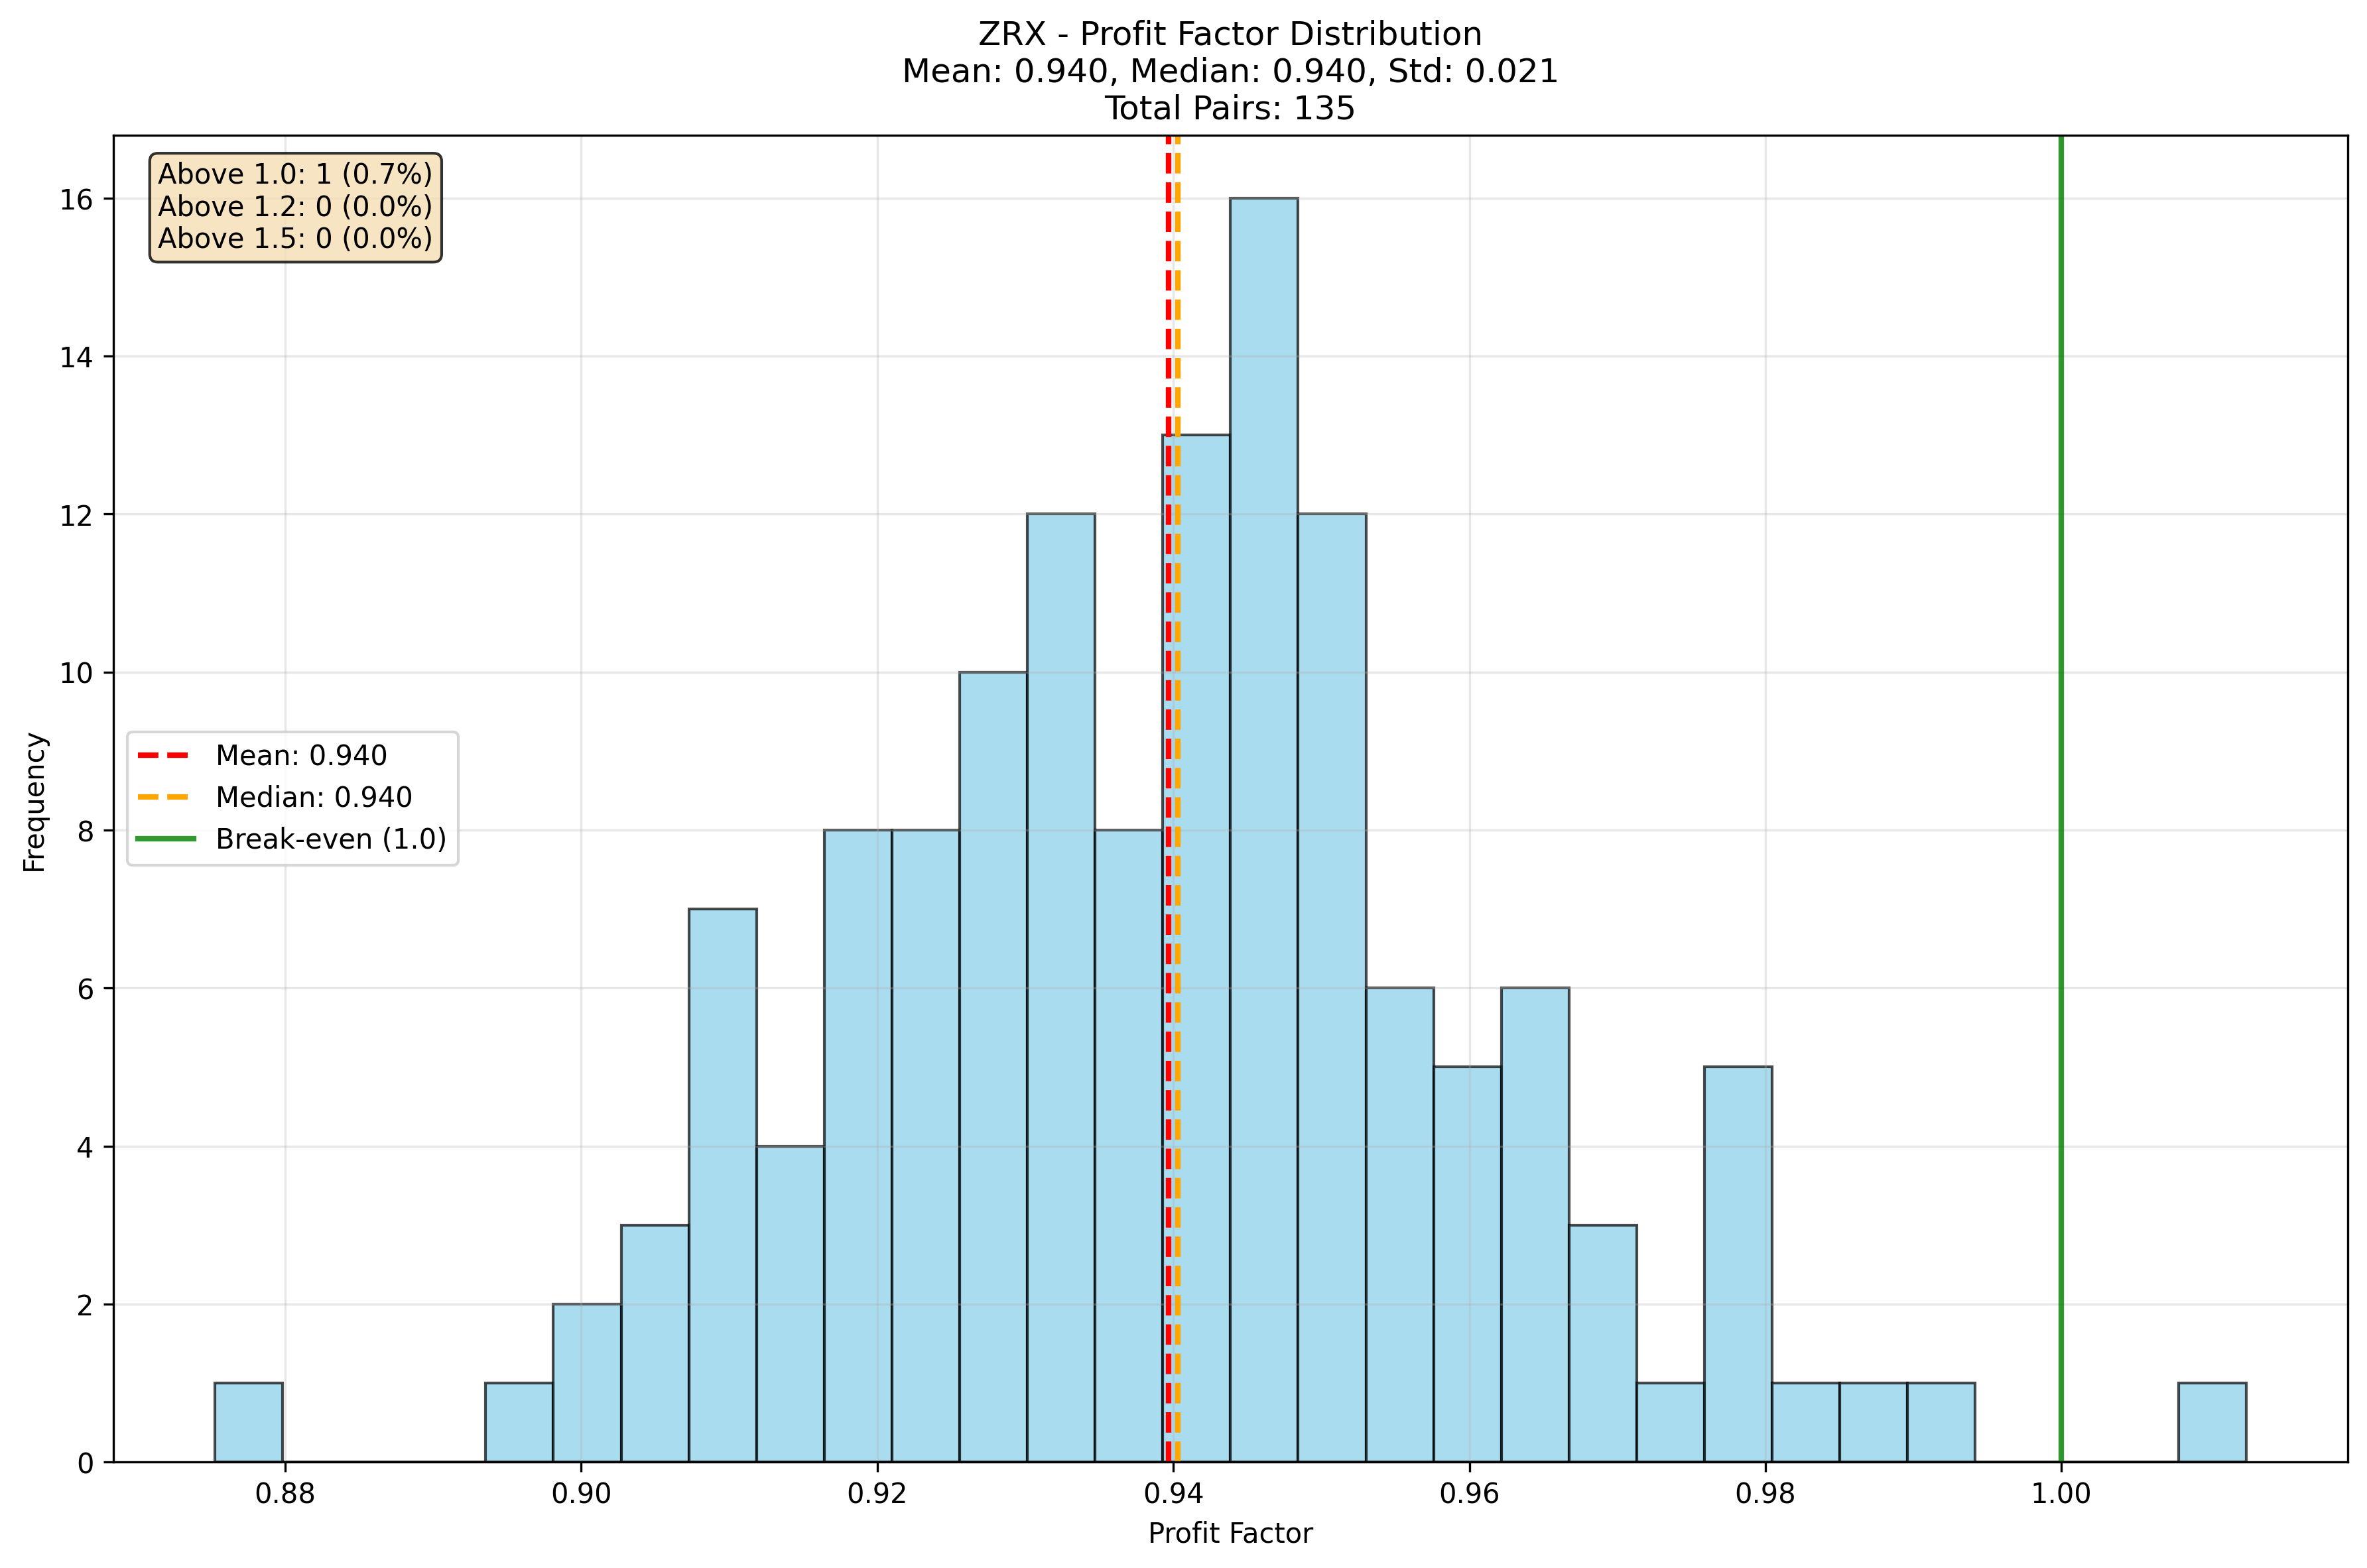 ZRX - Profit Factor Distribution
Mean: 0.940, Median: 0.940, Std: 0.021
Total Pairs: 135
Above 1.0: 1 (0.7%)
Above 1.2: 0 (0.0%)
Above 1.5: 0 (0.0%)
16
14
12
10
8
6
4
2
0
Frequency
Mean: 0.940
Median: 0.940
Break-even (1.0)
0.88
0.90
0.92
0.94
0.96
0.98
1.00
Profit Factor